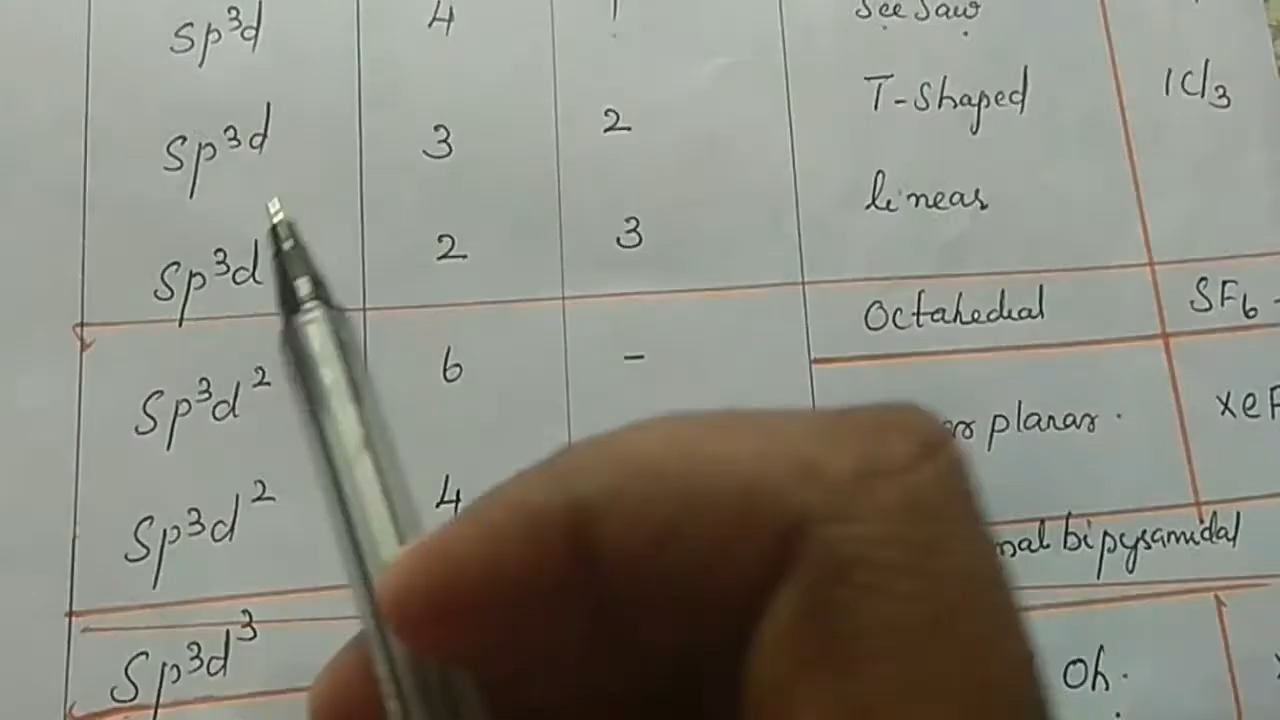 Sp³d 4 1 See Saw
Sp³d 3 2 T-Shaped ICl₃
Sp³d 2 3 linear
Sp³d² 6 - Octahedral SF₆ -
Sp³d² 4 planar.
bipyramidal
Sp³d³ Oh.